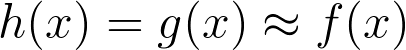 h(x) = g(x) ≈ f(x)